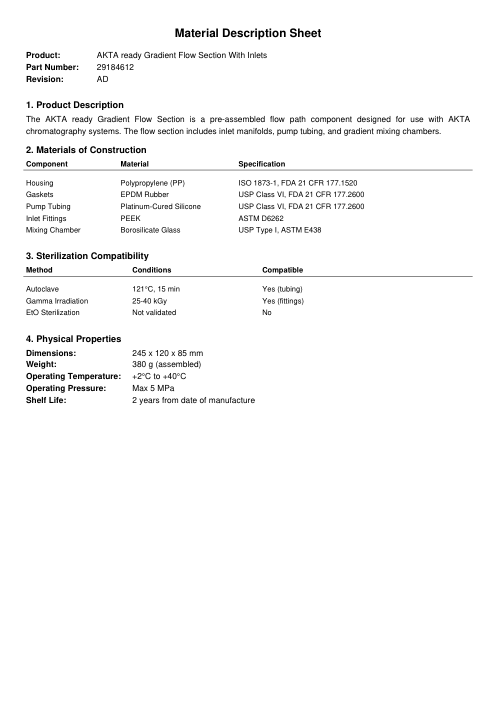 Material Description Sheet
Product: AKTA ready Gradient Flow Section With Inlets
Part Number: 29184612
Revision: AD
1. Product Description
The AKTA ready Gradient Flow Section is a pre-assembled flow path component designed for use with AKTA
chromatography systems. The flow section includes inlet manifolds, pump tubing, and gradient mixing chambers.
2. Materials of Construction
Component Material Specification
Housing Polypropylene (PP) ISO 1873-1, FDA 21 CFR 177.1520
Gaskets EPDM Rubber USP Class VI, FDA 21 CFR 177.2600
Pump Tubing Platinum-Cured Silicone USP Class VI, FDA 21 CFR 177.2600
Inlet Fittings PEEK ASTM D6262
Mixing Chamber Borosilicate Glass USP Type I, ASTM E438
3. Sterilization Compatibility
Method Conditions Compatible
Autoclave 121°C, 15 min Yes (tubing)
Gamma Irradiation 25-40 kGy Yes (fittings)
EtO Sterilization Not validated No
4. Physical Properties
Dimensions: 245 x 120 x 85 mm
Weight: 380 g (assembled)
Operating Temperature: +2°C to +40°C
Operating Pressure: Max 5 MPa
Shelf Life: 2 years from date of manufacture